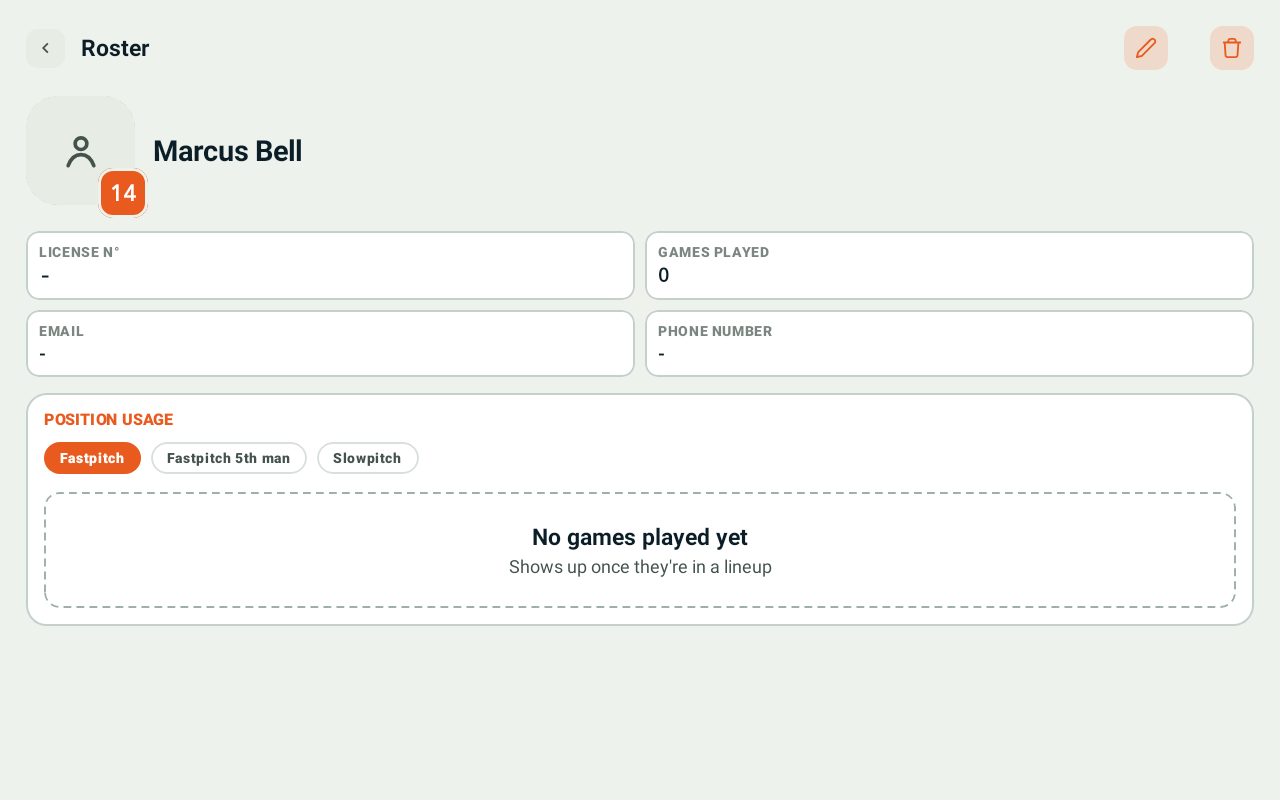 Roster
Marcus Bell
14
LICENSE N°
-
GAMES PLAYED
0
EMAIL
-
PHONE NUMBER
-
POSITION USAGE
Fastpitch
Fastpitch 5th man
Slowpitch
No games played yet
Shows up once they're in a lineup